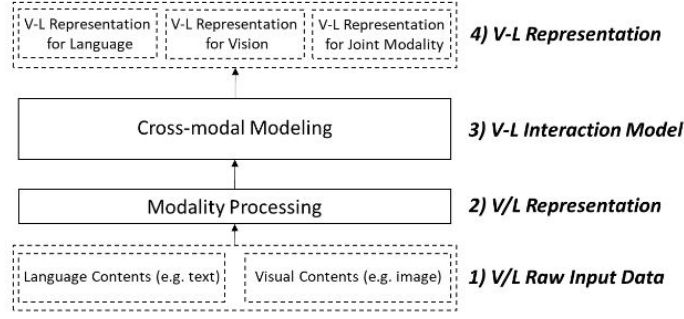 V-L Representation for Language
V-L Representation for Vision
V-L Representation for Joint Modality
4) V-L Representation
Cross-modal Modeling
3) V-L Interaction Model
Modality Processing
2) V/L Representation
Language Contents (e.g. text)
Visual Contents (e.g. image)
1) V/L Raw Input Data